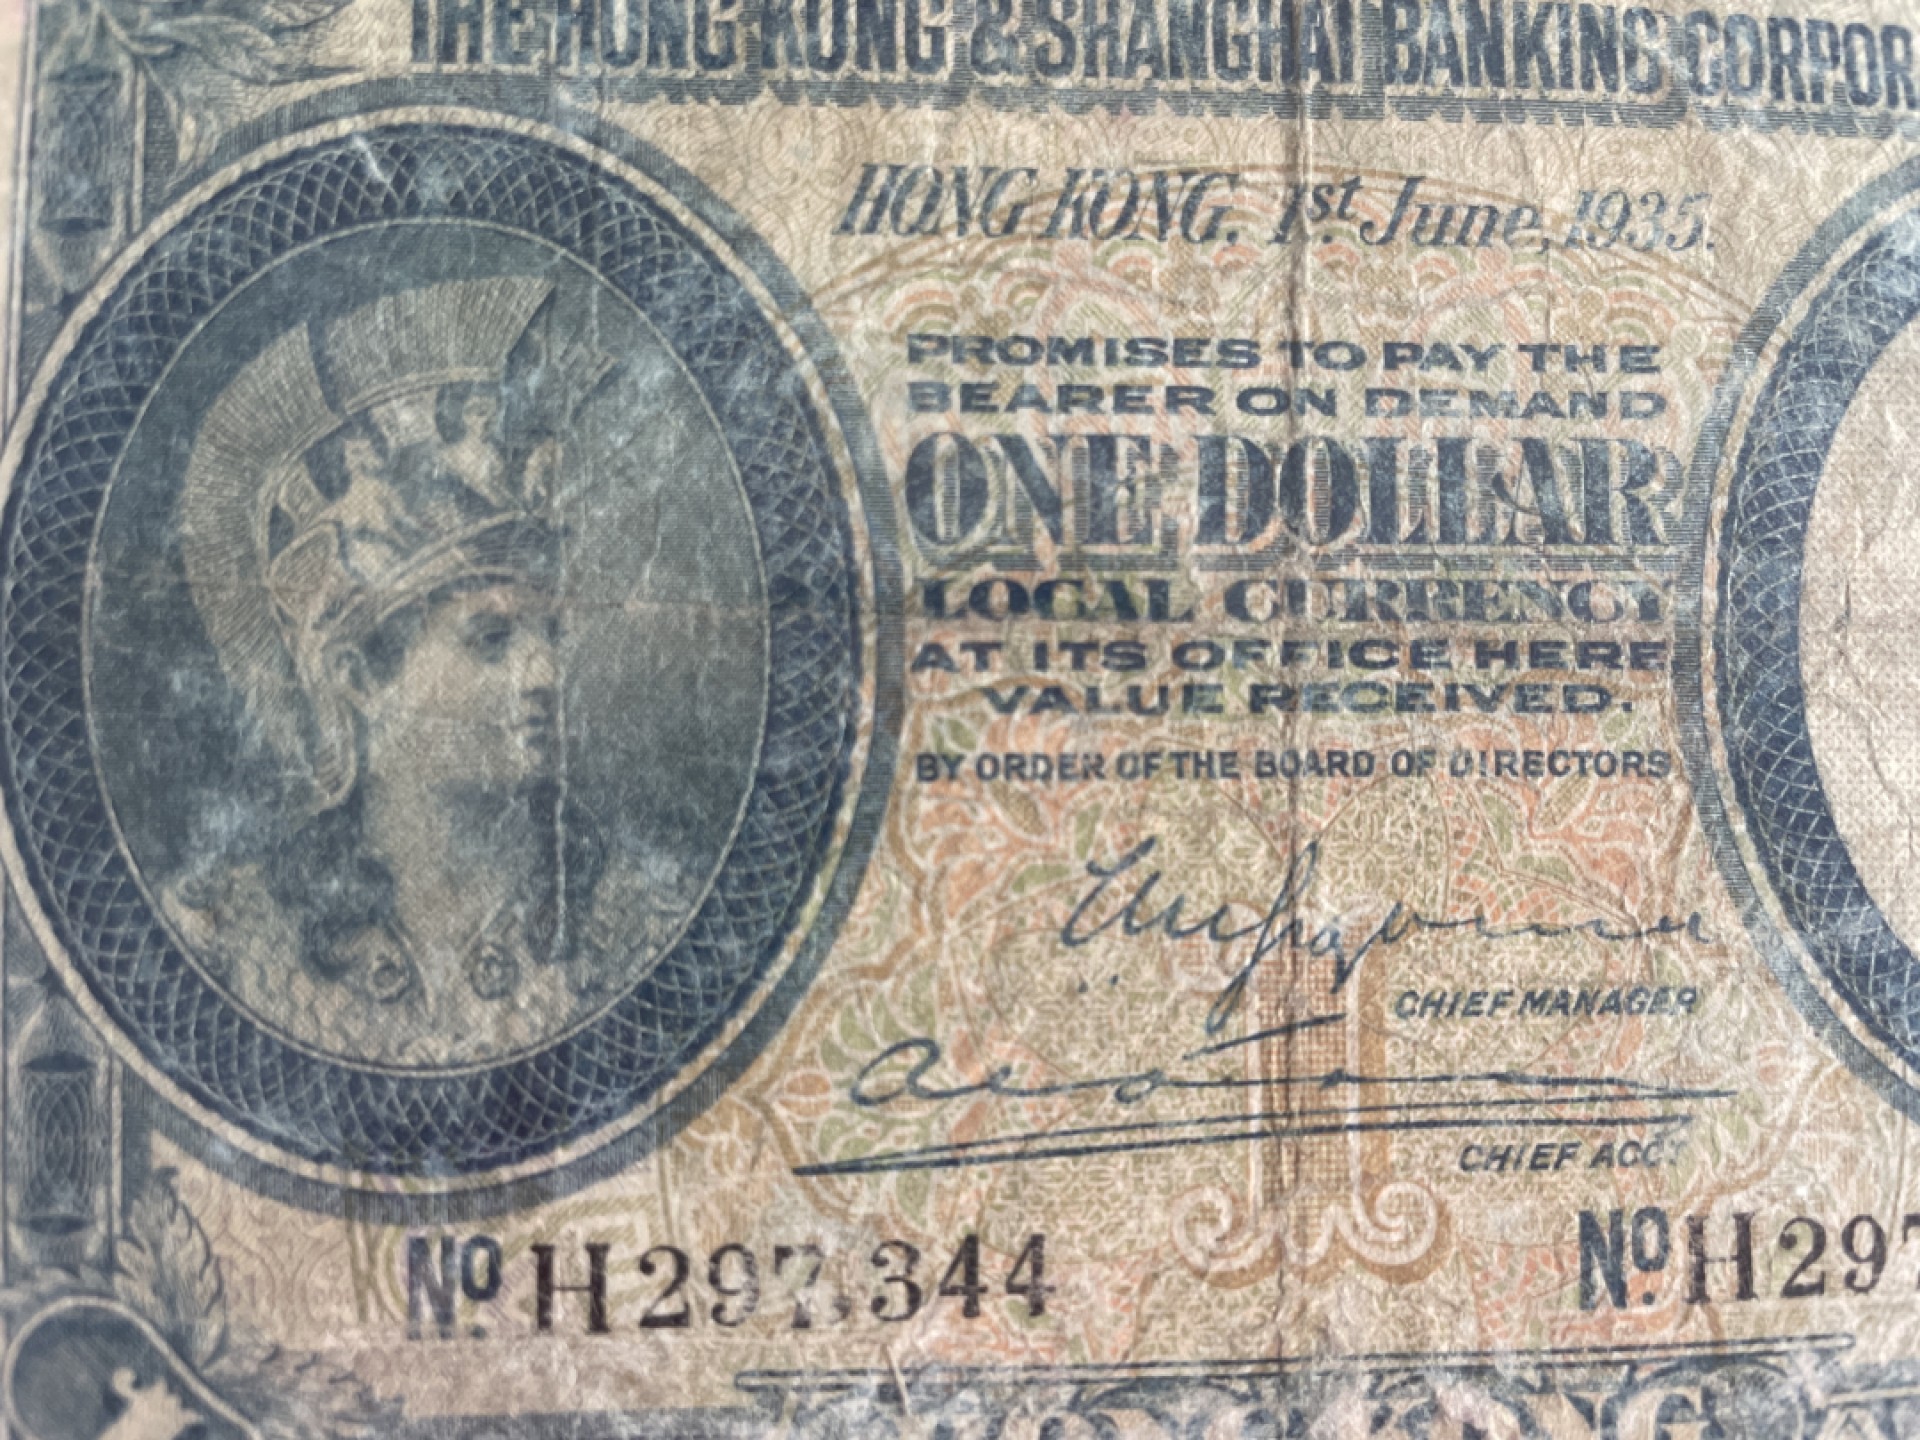 THE HONG KONG & SHANGHAI BANKING CORPOR
HONG KONG. 1st June, 1935.
PROMISES TO PAY THE
BEARER ON DEMAND
ONE DOLLAR
LOCAL CURRENCY
AT ITS OFFICE HERE
VALUE RECEIVED.
BY ORDER OF THE BOARD OF DIRECTORS
CHIEF MANAGER
CHIEF ACCT
1
No. H297,344
No. H297